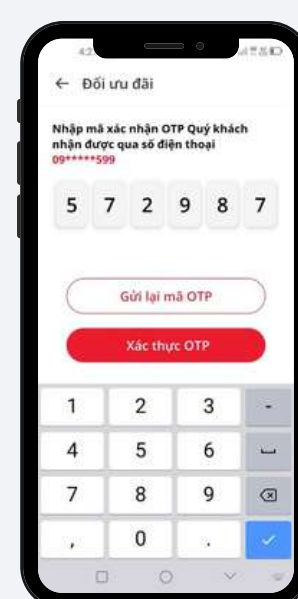 ← Đổi ưu đãi
Nhập mã xác nhận OTP Quý khách
nhận được qua số điện thoại
09*****599
5 7 2 9 8 7
Gửi lại mã OTP
Xác thực OTP
1 2 3 -
4 5 6
7 8 9
, 0 .